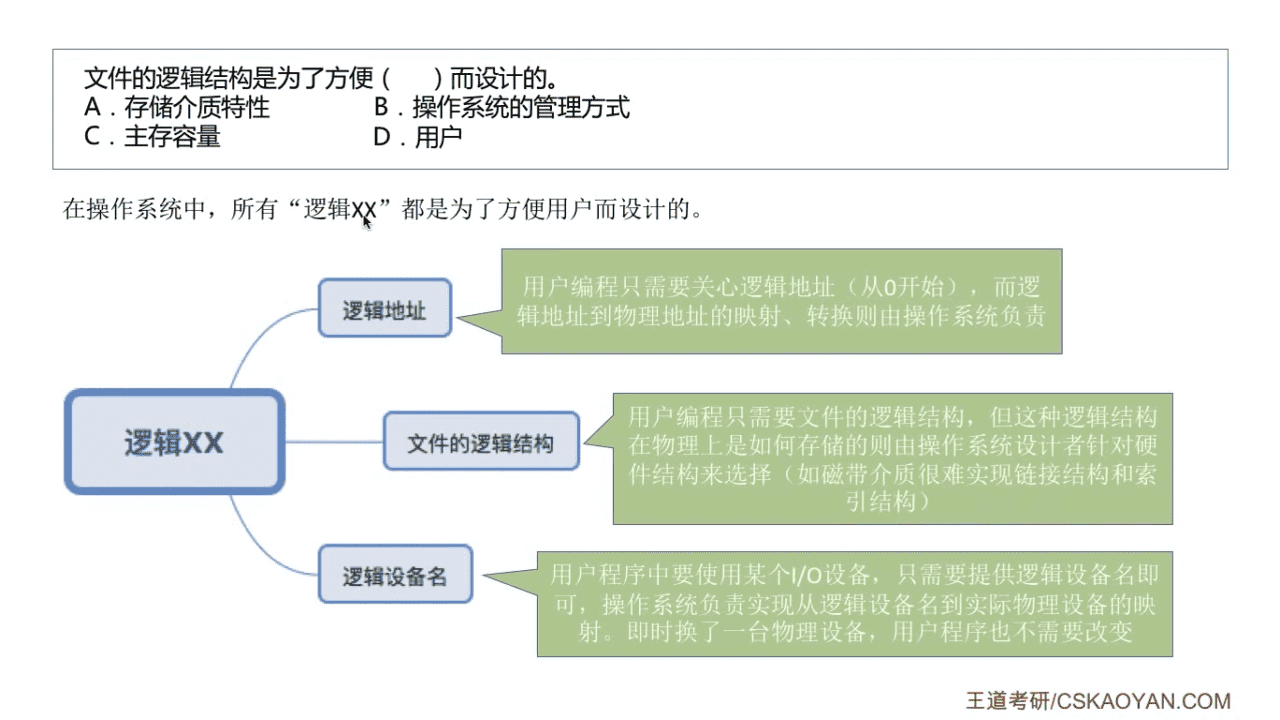 文件的逻辑结构是为了方便（　　）而设计的。
A．存储介质特性　　　　B．操作系统的管理方式
C．主存容量　　　　　　D．用户
在操作系统中，所有“逻辑XX”都是为了方便用户而设计的。
逻辑XX
逻辑地址
用户编程只需要关心逻辑地址（从0开始），而逻
辑地址到物理地址的映射、转换则由操作系统负责
文件的逻辑结构
用户编程只需要文件的逻辑结构，但这种逻辑结构
在物理上是如何存储的则由操作系统设计者针对硬
件结构来选择（如磁带介质很难实现链接结构和索
引结构）
逻辑设备名
用户程序中要使用某个I/O设备，只需要提供逻辑设备名即
可，操作系统负责实现从逻辑设备名到实际物理设备的映
射。即时换了一台物理设备，用户程序也不需要改变
王道考研/CSKAOYAN.COM